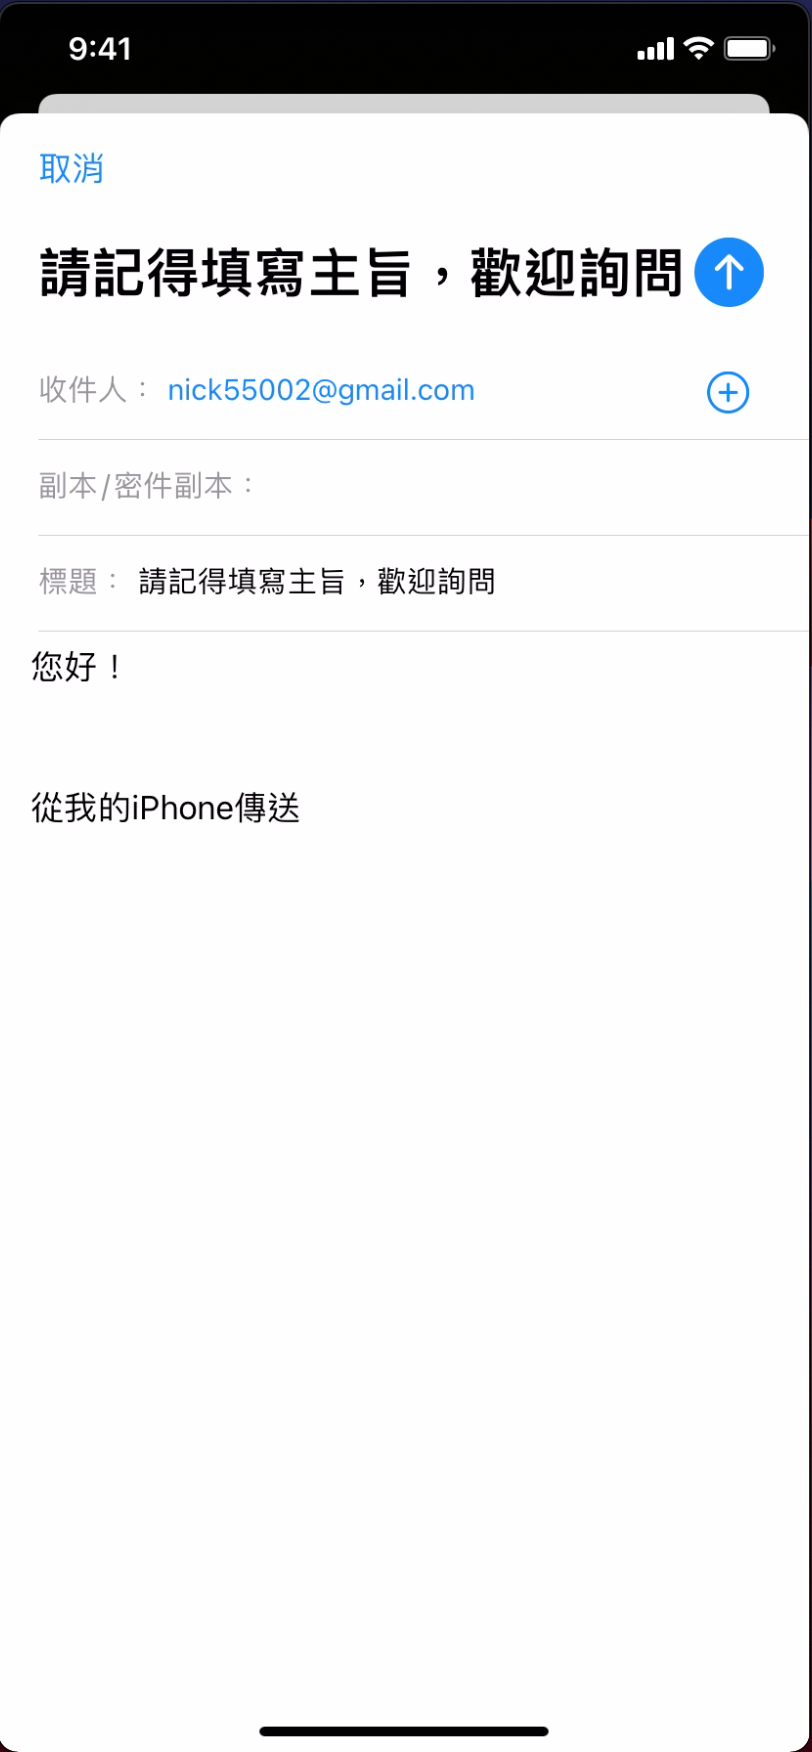 9:41
取消
請記得填寫主旨，歡迎詢問
收件人： nick55002@gmail.com
副本/密件副本：
標題： 請記得填寫主旨，歡迎詢問
您好！
從我的iPhone傳送